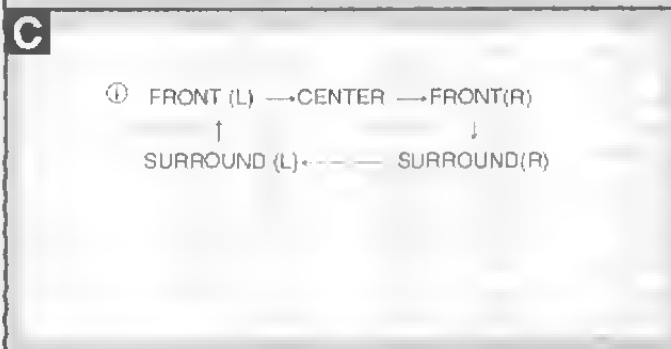 C
① FRONT (L) → CENTER → FRONT(R)
↑ ↓
SURROUND (L) ← SURROUND(R)